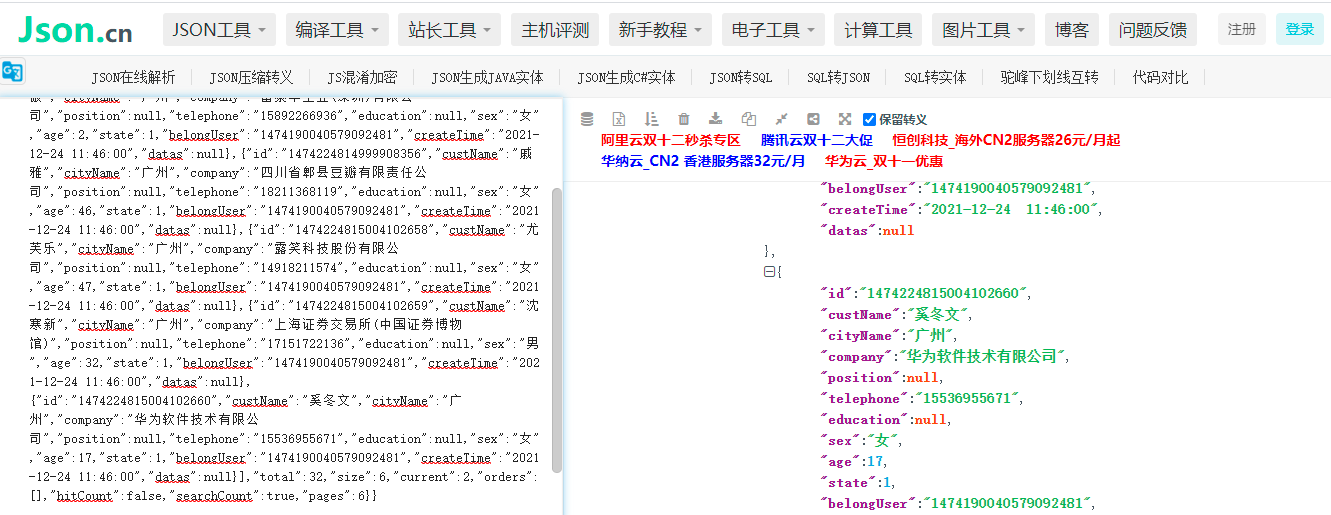 Json.cn JSON工具 编译工具 站长工具 主机评测 新手教程 电子工具 计算工具 图片工具 博客 问题反馈 注册 登录
JSON在线解析 JSON压缩转义 JS混淆加密 JSON生成JAVA实体 JSON生成C#实体 JSON转SQL SQL转JSON SQL转实体 驼峰下划线互转 代码对比
"cityName":"广州","company":"
司","position":null,"telephone":"15892266936","education":null,"sex":"女"
,"age":2,"state":1,"belongUser":"1474190040579092481","createTime":"2021-
12-24 11:46:00","datas":null},{"id":"1474224814999908356","custName":"戚
雅","cityName":"广州","company":"四川省郫县豆瓣有限责任公
司","position":null,"telephone":"18211368119","education":null,"sex":"女"
,"age":46,"state":1,"belongUser":"1474190040579092481","createTime":"2021
-12-24 11:46:00","datas":null},{"id":"1474224815004102658","custName":"尤
芙乐","cityName":"广州","company":"露笑科技股份有限公
司","position":null,"telephone":"14918211574","education":null,"sex":"女"
,"age":47,"state":1,"belongUser":"1474190040579092481","createTime":"2021
-12-24 11:46:00","datas":null},{"id":"1474224815004102659","custName":"沈
寒新","cityName":"广州","company":"上海证券交易所(中国证券博物
馆)","position":null,"telephone":"17151722136","education":null,"sex":"男
","age":32,"state":1,"belongUser":"1474190040579092481","createTime":"202
1-12-24 11:46:00","datas":null},
{"id":"1474224815004102660","custName":"奚冬文","cityName":"广
州","company":"华为软件技术有限公
司","position":null,"telephone":"15536955671","education":null,"sex":"女"
,"age":17,"state":1,"belongUser":"1474190040579092481","createTime":"2021
-12-24 11:46:00","datas":null}],"total":32,"size":6,"current":2,"orders":
[],"hitCount":false,"searchCount":true,"pages":6}}
保留转义
阿里云双十二秒杀专区 腾讯云双十二大促 恒创科技_海外CN2服务器26元/月起
华纳云_CN2 香港服务器32元/月 华为云_双十一优惠
"belongUser":"1474190040579092481",
"createTime":"2021-12-24 11:46:00",
"datas":null
},
{
"id":"1474224815004102660",
"custName":"奚冬文",
"cityName":"广州",
"company":"华为软件技术有限公司",
"position":null,
"telephone":"15536955671",
"education":null,
"sex":"女",
"age":17,
"state":1,
"belongUser":"1474190040579092481",